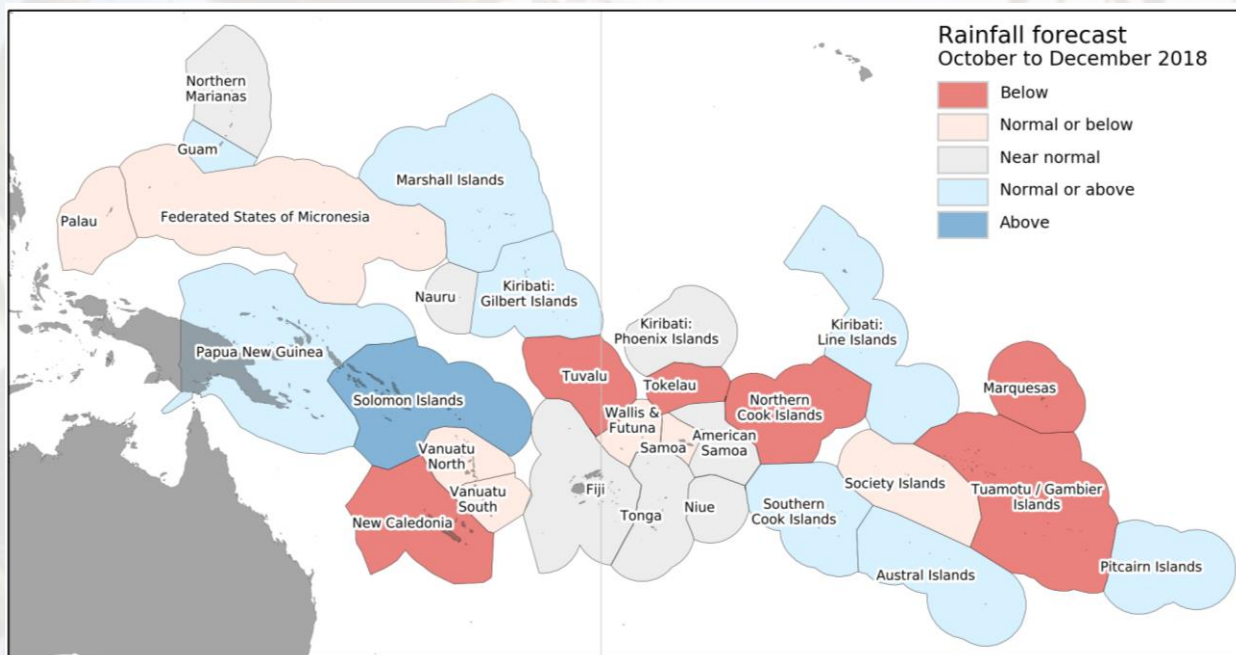 Rainfall forecast
October to December 2018
Below
Normal or below
Near normal
Normal or above
Above
Northern
Marianas
Guam
Marshall Islands
Palau
Federated States of Micronesia
Nauru
Kiribati:
Gilbert Islands
Kiribati:
Phoenix Islands
Kiribati:
Line Islands
Papua New Guinea
Tuvalu
Tokelau
Northern
Cook Islands
Marquesas
Solomon Islands
Wallis &
Futuna
Samoa
American
Samoa
Vanuatu
North
Vanuatu
South
Fiji
Tonga
Niue
Southern
Cook Islands
Society Islands
Tuamotu / Gambier
Islands
New Caledonia
Austral Islands
Pitcairn Islands